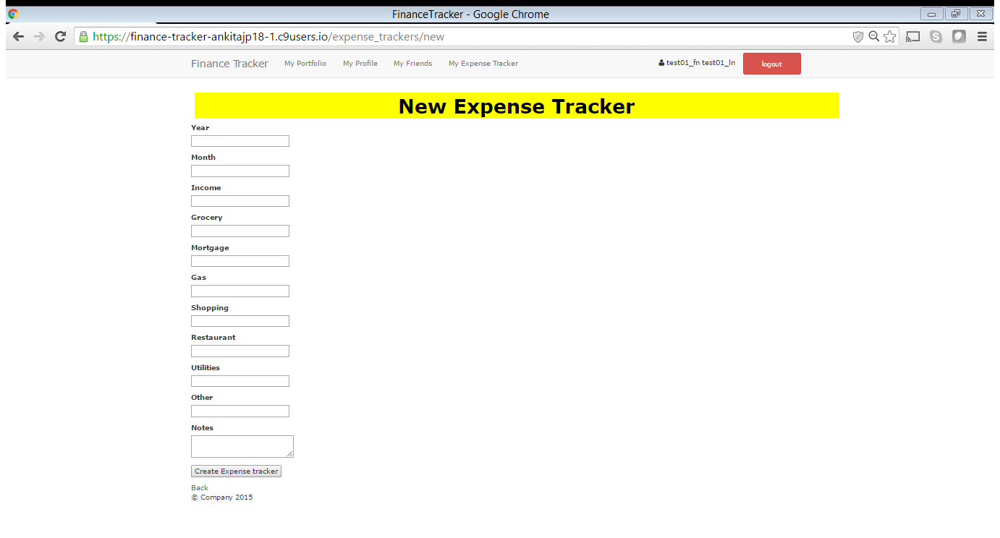 FinanceTracker - Google Chrome
https://finance-tracker-ankitajp18-1.c9users.io/expense_trackers/new
Finance Tracker My Portfolio My Profile My Friends My Expense Tracker test01_fn test01_ln logout
New Expense Tracker
Year
Month
Income
Grocery
Mortgage
Gas
Shopping
Restaurant
Utilities
Other
Notes
Create Expense tracker
Back
© Company 2015